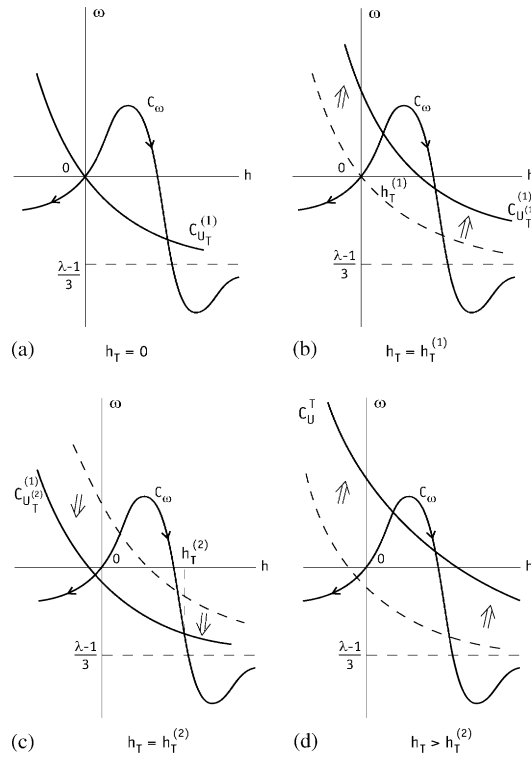 ω
C_ω
0
h
C_{U_T}^{(1)}
λ-1
3
(a) h_T = 0
ω
C_ω
0
h_T^{(1)}
h
C_{U_T^{(1)}}^{(1)}
λ-1
3
(b) h_T = h_T^{(1)}
ω
C_{U_T^{(2)}}^{(1)}
C_ω
h_T^{(2)}
0
h
λ-1
3
(c) h_T = h_T^{(2)}
C_U^T
ω
C_ω
0
h
λ-1
3
(d) h_T > h_T^{(2)}